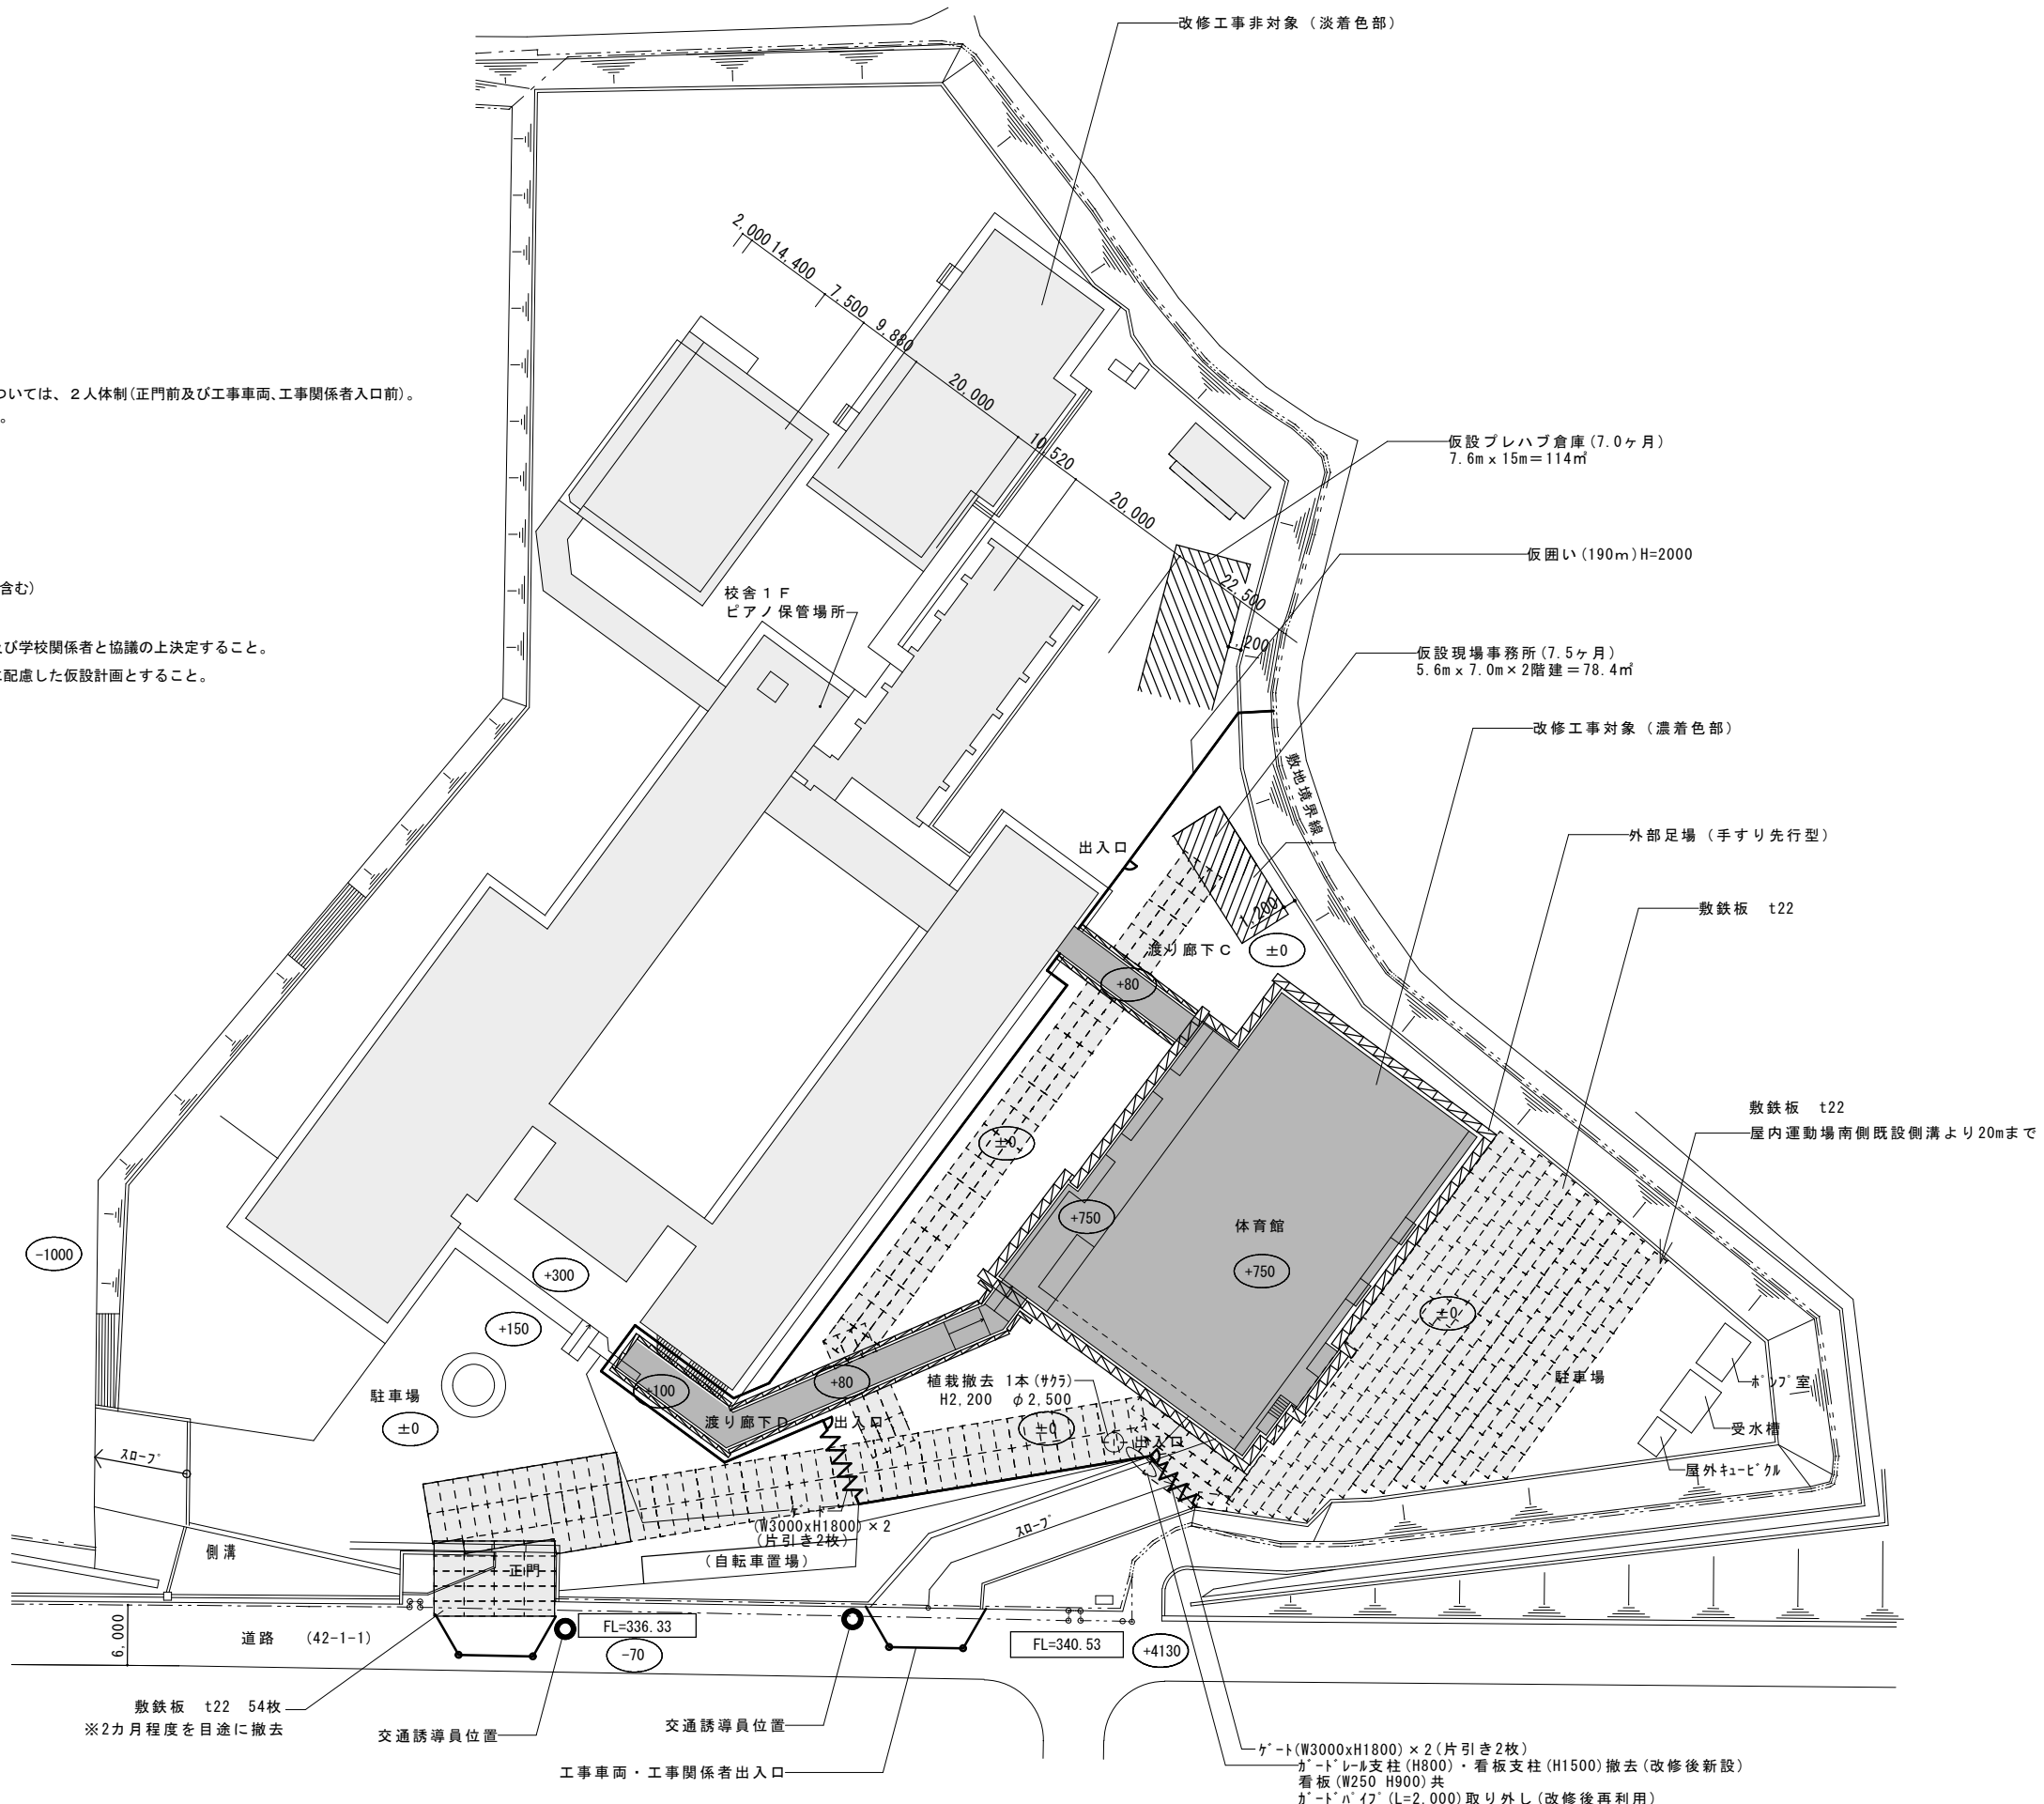 改修工事非対象（淡着色部）
2,000
14,400
7,500
9,880
20,000
10,520
20,000
22,500
ついては、２人体制(正門前及び工事車両、工事関係者入口前)。
。
仮設プレハブ倉庫(7.0ヶ月)
7.6m x 15m＝114㎡
仮囲い(190m)H=2000
含む)
校舎１Ｆ
ピアノ保管場所
及び学校関係者と協議の上決定すること。
に配慮した仮設計画とすること。
仮設現場事務所(7.5ヶ月)
5.6m x 7.0m×2階建＝78.4㎡
改修工事対象（濃着色部）
敷地境界線
外部足場（手すり先行型）
出入口
敷鉄板　t22
渡り廊下Ｃ
±0
+80
敷鉄板　t22
屋内運動場南側既設側溝より20mまで
±0
+750
体育館
+750
±0
-1000
+300
+150
駐車場
±0
+100
+80
渡り廊下Ｄ
出入口
植栽撤去 1本(ｻｸﾗ)
H2,200　φ2,500
±0
出入口
駐車場
ﾎﾟﾝﾌﾟ室
受水槽
屋外ｷｭｰﾋﾞｸﾙ
ｽﾛｰﾌﾟ
ｽﾛｰﾌﾟ
(W3000xH1800)×2
(片引き2枚)
(自転車置場)
側溝
正門
6,000
道路　(42-1-1)
FL=336.33
-70
FL=340.53
+4130
敷鉄板　t22　54枚
※2カ月程度を目途に撤去
交通誘導員位置
交通誘導員位置
工事車両・工事関係者出入口
ｹﾞｰﾄ(W3000xH1800)×2(片引き2枚)
ｶﾞｰﾄﾞﾚｰﾙ支柱(H800)・看板支柱(H1500)撤去(改修後新設)
看板(W250 H900)共
ｶﾞｰﾄﾞﾊﾟｲﾌﾟ(L=2,000)取り外し(改修後再利用)